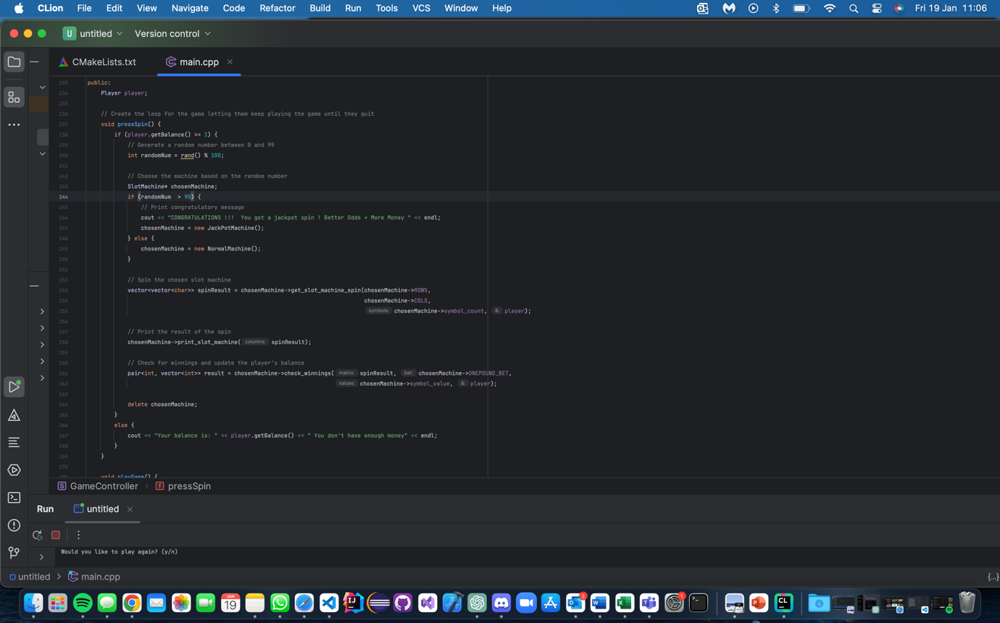 CLion File Edit View Navigate Code Refactor Build Run Tools VCS Window Help Fri 19 Jan 11:06
U untitled Version control
CMakeLists.txt main.cpp
233 public:
234 Player player;
235
236 // Create the loop for the game letting them keep playing the game until they quit
237 void pressSpin() {
238 if (player.getBalance() >= 1) {
239 // Generate a random number between 0 and 99
240 int randomNum = rand() % 100;
241
242 // Choose the machine based on the random number
243 SlotMachine* chosenMachine;
244 if (randomNum  > 90) {
245 // Print congratulatory message
246 cout << "CONGRATULATIONS !!!  You got a jackpot spin ! Better Odds + More Money " << endl;
247 chosenMachine = new JackPotMachine();
248 } else {
249 chosenMachine = new NormalMachine();
250 }
251
252 // Spin the chosen slot machine
253 vector<vector<char>> spinResult = chosenMachine->get_slot_machine_spin(chosenMachine->ROWS,
254 chosenMachine->COLS,
255 symbols: chosenMachine->symbol_count, &: player);
256
257 // Print the result of the spin
258 chosenMachine->print_slot_machine( columns: spinResult);
259
260 // Check for winnings and update the player's balance
261 pair<int, vector<int>> result = chosenMachine->check_winnings( matrix: spinResult, bet: chosenMachine->ONEPOUND_BET,
262 values: chosenMachine->symbol_value, &: player);
263
264 delete chosenMachine;
265 }
266 else {
267 cout << "Your balance is: " << player.getBalance() << " You don't have enough money" << endl;
268 }
269 }
270
271 void playGame() {
S GameController › f pressSpin
Run untitled
Would you like to play again? (y/n)
untitled > main.cpp {...}
JAN
19
2
1
CL